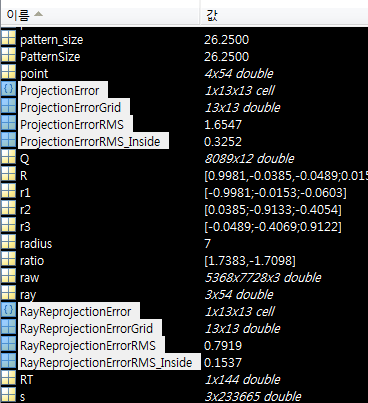 이름 값
pattern_size 26.2500
PatternSize 26.2500
point 4x54 double
ProjectionError 1x13x13 cell
ProjectionErrorGrid 13x13 double
ProjectionErrorRMS 1.6547
ProjectionErrorRMS_Inside 0.3252
Q 8089x12 double
R [0.9981,-0.0385,-0.0489;0.015
r1 [-0.9981;-0.0153;-0.0603]
r2 [0.0385;-0.9133;-0.4054]
r3 [-0.0489;-0.4069;0.9122]
radius 7
ratio [1.7383,-1.7098]
raw 5368x7728x3 double
ray 3x54 double
RayReprojectionError 1x13x13 cell
RayReprojectionErrorGrid 13x13 double
RayReprojectionErrorRMS 0.7919
RayReprojectionErrorRMS_Inside 0.1537
RT 1x144 double
s 3x233665 double